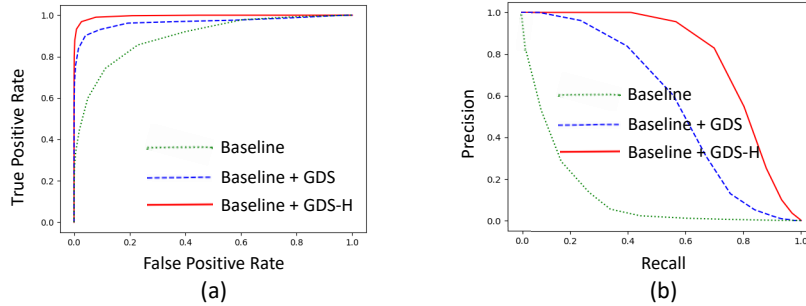 True Positive Rate
1.0
0.8
0.6
0.4
0.2
0.0
Baseline
Baseline + GDS
Baseline + GDS-H
0.0 0.2 0.4 0.6 0.8 1.0
False Positive Rate
(a)
Precision
1.0
0.8
0.6
0.4
0.2
0.0
Baseline
Baseline + GDS
Baseline + GDS-H
0.0 0.2 0.4 0.6 0.8 1.0
Recall
(b)